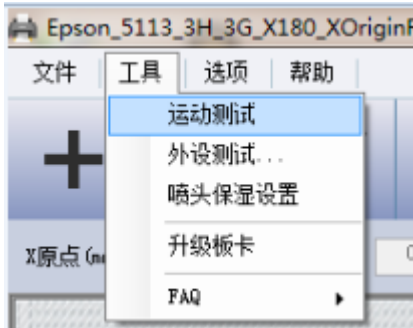 Epson_5113_3H_3G_X180_XOrigin
文件 工具 选项 帮助
运动测试
外设测试...
喷头保湿设置
升级板卡
X原点
FAQ